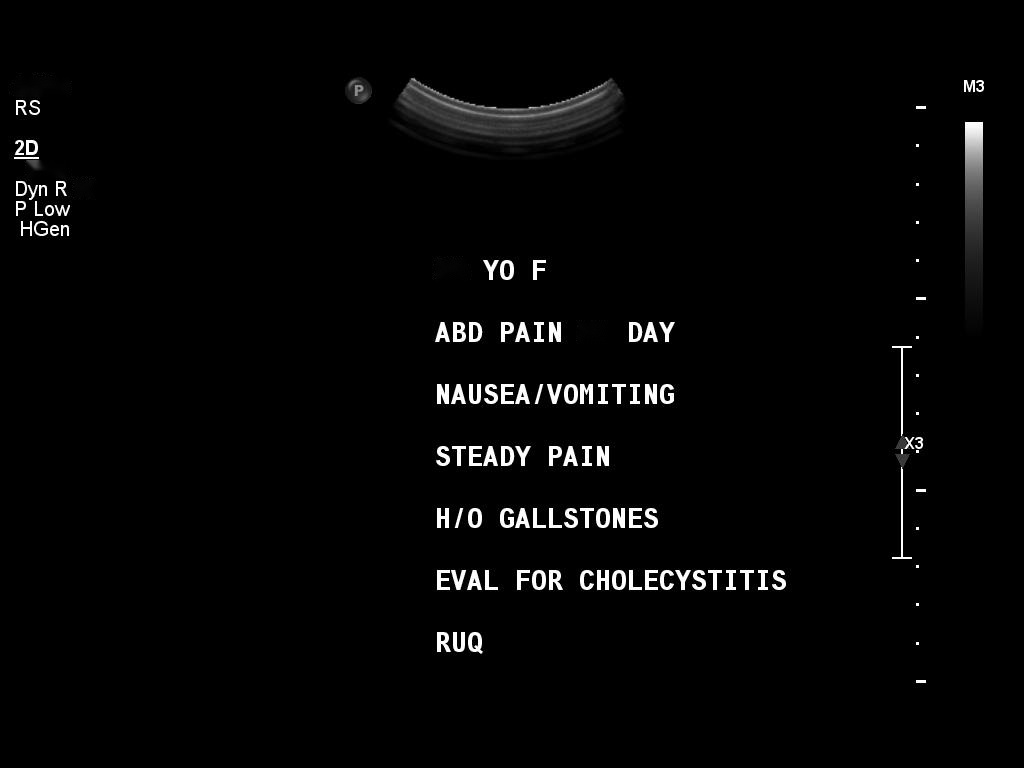 M3
P
RS
2D
Dyn R
P Low
HGen
YO F
ABD PAIN DAY
NAUSEA/VOMITING
STEADY PAIN
X3
H/O GALLSTONES
EVAL FOR CHOLECYSTITIS
RUQ